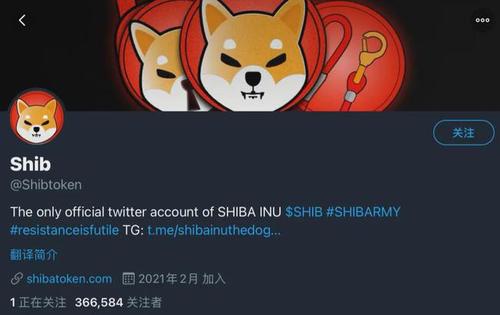 关注
Shib
@Shibtoken
The only official twitter account of SHIBA INU $SHIB #SHIBARMY
#resistanceisfutile TG: t.me/shibainuthedog...
翻译简介
shibatoken.com 2021年2月 加入
1 正在关注 366,584 关注者